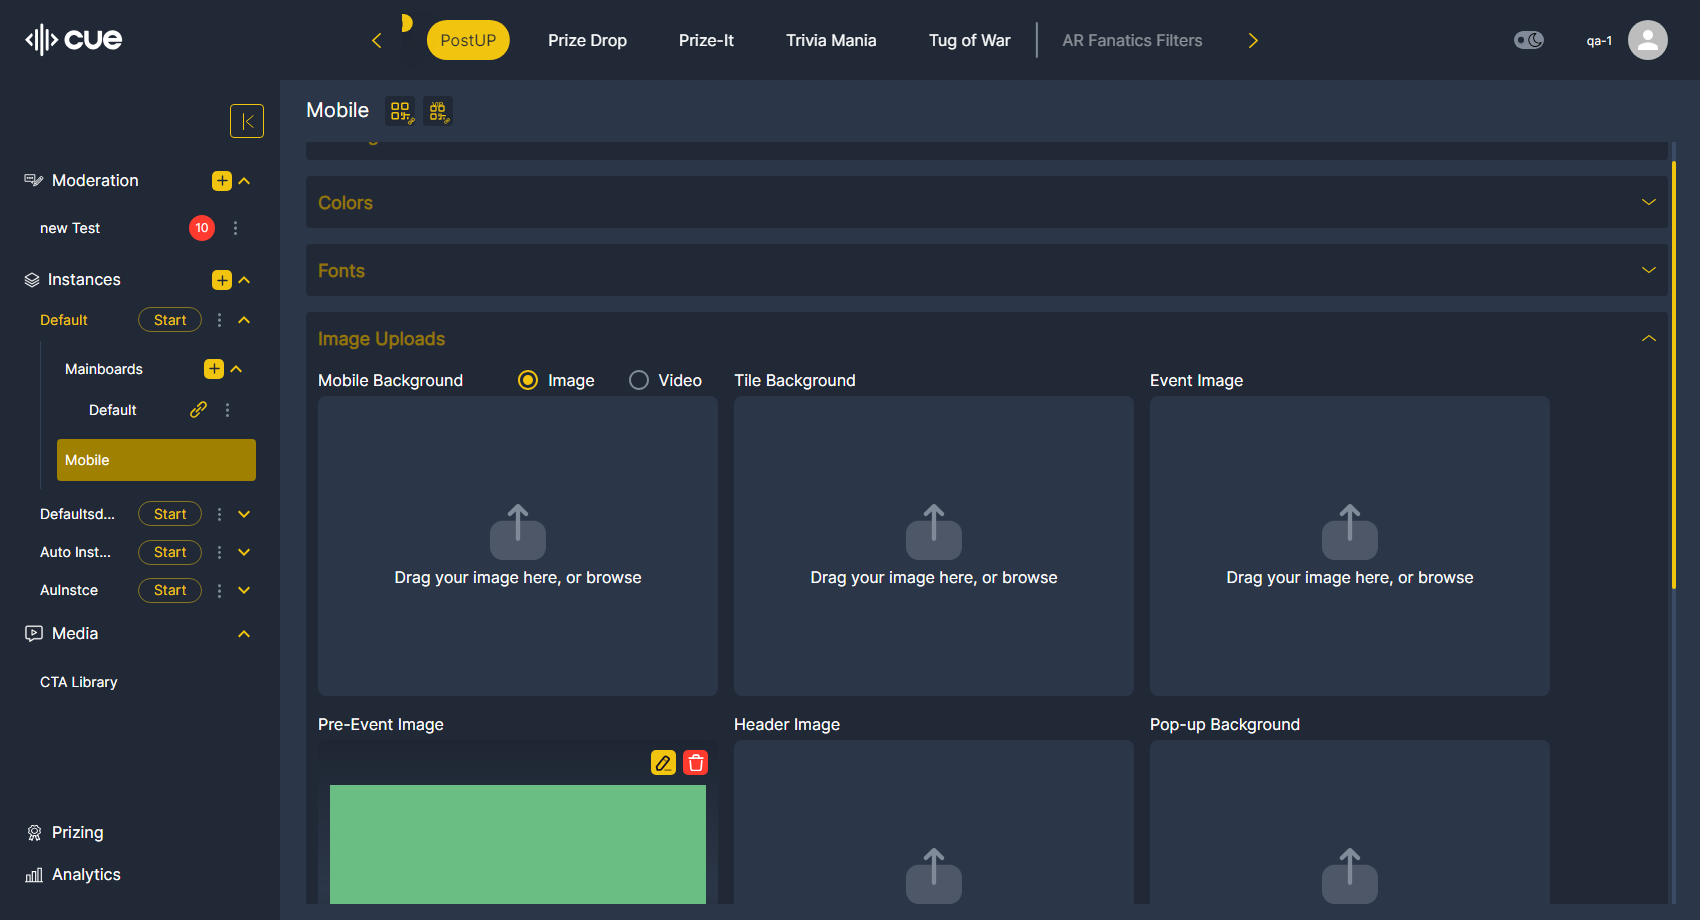 cue
PostUP
Prize Drop
Prize-It
Trivia Mania
Tug of War
AR Fanatics Filters
qa-1
Mobile
Moderation
new Test
10
Instances
Default
Start
Mainboards
Default
Mobile
Defaultsd...
Start
Auto Inst...
Start
AuInstce
Start
Media
CTA Library
Prizing
Analytics
Colors
Fonts
Image Uploads
Mobile Background
Image
Video
Tile Background
Event Image
Drag your image here, or browse
Drag your image here, or browse
Drag your image here, or browse
Pre-Event Image
Header Image
Pop-up Background